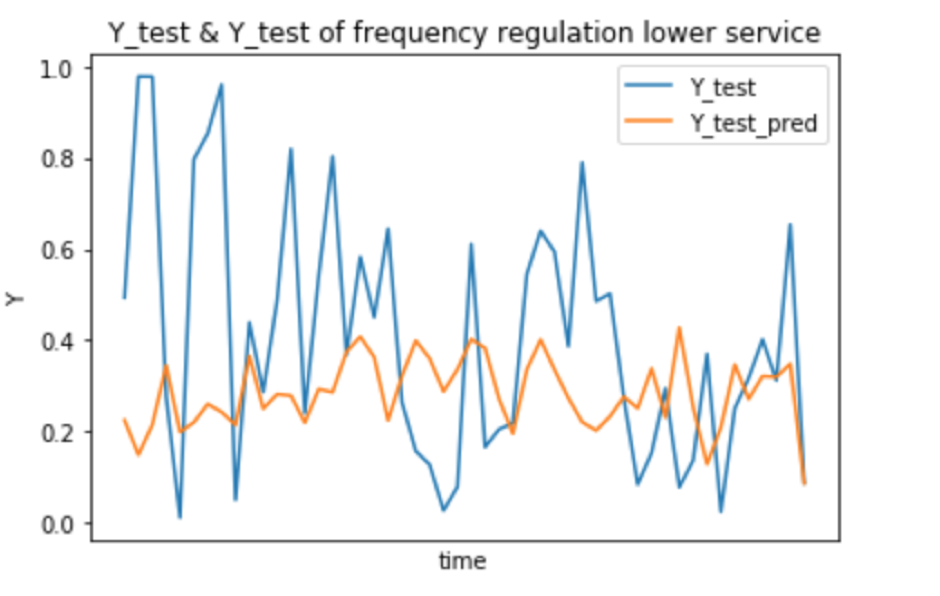 Y_test & Y_test of frequency regulation lower service
Y_test
Y_test_pred
1.0
0.8
0.6
0.4
0.2
0.0
Y
time